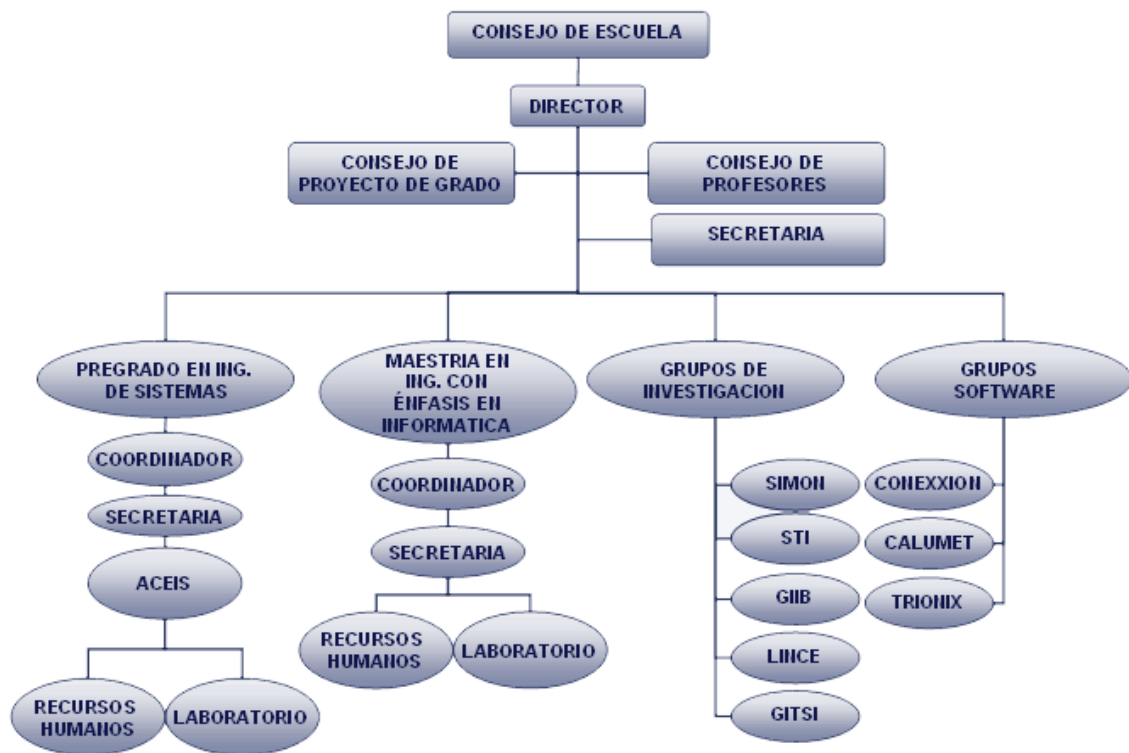 CONSEJO DE ESCUELA
DIRECTOR
CONSEJO DE
PROYECTO DE GRADO
CONSEJO DE
PROFESORES
SECRETARIA
PREGRADO EN ING.
DE SISTEMAS
COORDINADOR
SECRETARIA
ACEIS
RECURSOS
HUMANOS
LABORATORIO
MAESTRIA EN
ING. CON
ÉNFASIS EN
INFORMATICA
COORDINADOR
SECRETARIA
RECURSOS
HUMANOS
LABORATORIO
GRUPOS DE
INVESTIGACION
SIMON
STI
GIIB
LINCE
GITSI
GRUPOS
SOFTWARE
CONEXXION
CALUMET
TRIONIX